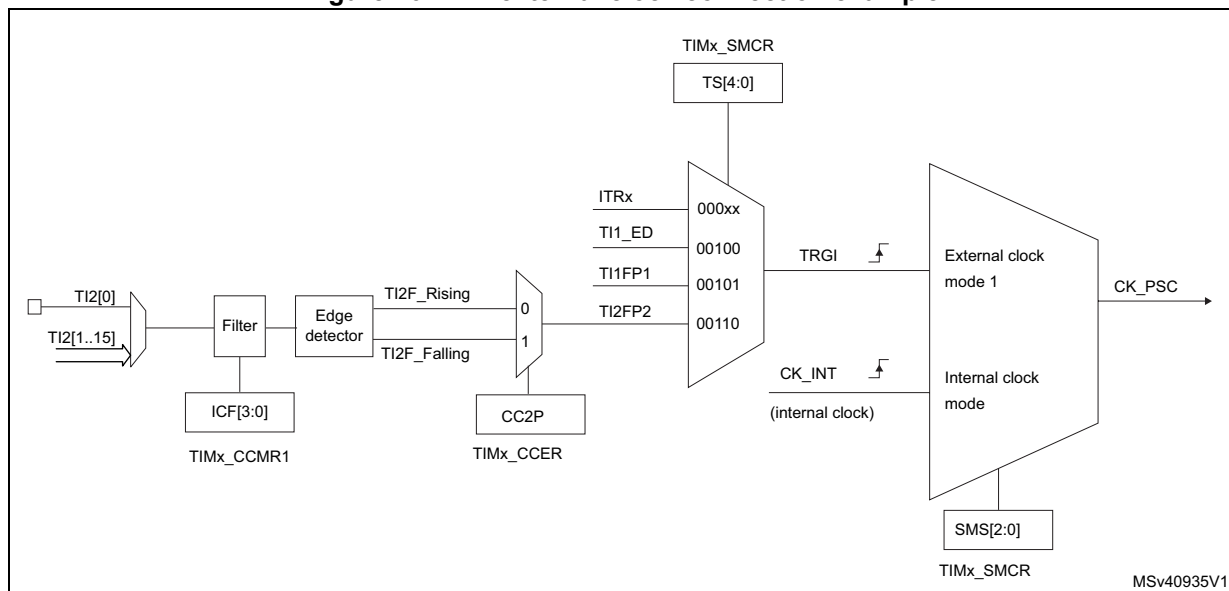 TIMx_SMCR
TS[4:0]
ITRx
000xx
TI1_ED
00100
TI1FP1
00101
TI2FP2
00110
TRGI
External clock
mode 1
CK_PSC
TI2[0]
TI2[1..15]
Filter
Edge
detector
TI2F_Rising
TI2F_Falling
0
1
CK_INT
(internal clock)
Internal clock
mode
ICF[3:0]
TIMx_CCMR1
CC2P
TIMx_CCER
SMS[2:0]
TIMx_SMCR
MSv40935V1